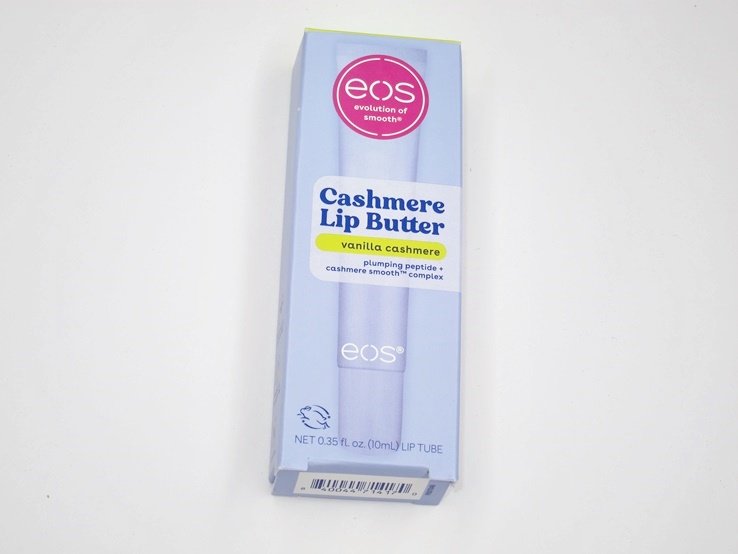 eos
evolution of
smooth®
Cashmere
Lip Butter
vanilla cashmere
plumping peptide +
cashmere smooth™ complex
eos®
NET 0.35 fl. oz. (10mL) LIP TUBE